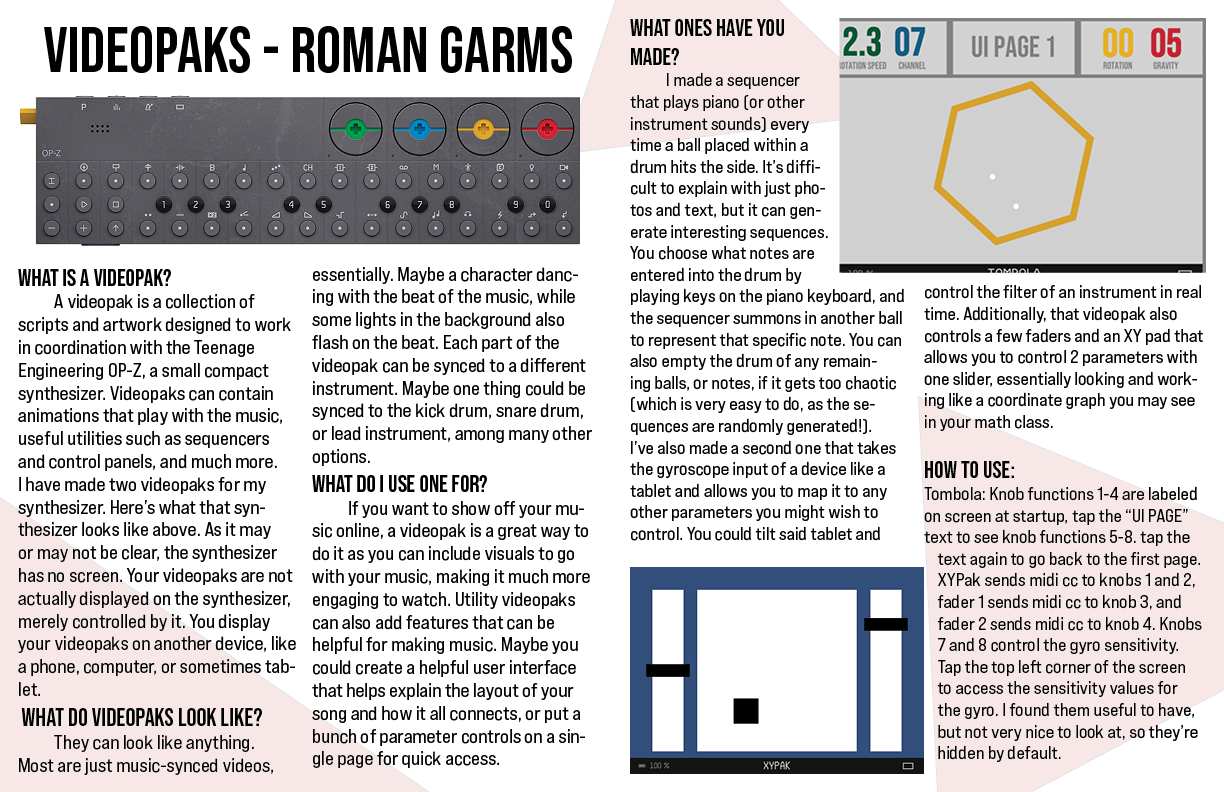 VIDEOPAKS - ROMAN GARMS
P
OP-Z
B
CH
M
1
2
3
4
5
6
7
8
9
0
WHAT IS A VIDEOPAK?
A videopak is a collection of
scripts and artwork designed to work
in coordination with the Teenage
Engineering OP-Z, a small compact
synthesizer. Videopaks can contain
animations that play with the music,
useful utilities such as sequencers
and control panels, and much more.
I have made two videopaks for my
synthesizer. Here's what that syn-
thesizer looks like above. As it may
or may not be clear, the synthesizer
has no screen. Your videopaks are not
actually displayed on the synthesizer,
merely controlled by it. You display
your videopaks on another device, like
a phone, computer, or sometimes tab-
let.
WHAT DO VIDEOPAKS LOOK LIKE?
They can look like anything.
Most are just music-synced videos,
essentially. Maybe a character danc-
ing with the beat of the music, while
some lights in the background also
flash on the beat. Each part of the
videopak can be synced to a different
instrument. Maybe one thing could be
synced to the kick drum, snare drum,
or lead instrument, among many other
options.
WHAT DO I USE ONE FOR?
If you want to show off your mu-
sic online, a videopak is a great way to
do it as you can include visuals to go
with your music, making it much more
engaging to watch. Utility videopaks
can also add features that can be
helpful for making music. Maybe you
could create a helpful user interface
that helps explain the layout of your
song and how it all connects, or put a
bunch of parameter controls on a sin-
gle page for quick access.
WHAT ONES HAVE YOU
MADE?
I made a sequencer
that plays piano (or other
instrument sounds) every
time a ball placed within a
drum hits the side. It's diffi-
cult to explain with just pho-
tos and text, but it can gen-
erate interesting sequences.
You choose what notes are
entered into the drum by
playing keys on the piano keyboard, and
the sequencer summons in another ball
to represent that specific note. You can
also empty the drum of any remain-
ing balls, or notes, if it gets too chaotic
(which is very easy to do, as the se-
quences are randomly generated!).
I've also made a second one that takes
the gyroscope input of a device like a
tablet and allows you to map it to any
other parameters you might wish to
control. You could tilt said tablet and
100 %
XYPAK
2.3 07
OTATION SPEED CHANNEL
UI PAGE 1
00 05
ROTATION GRAVITY
100 %
TOMBOLA
control the filter of an instrument in real
time. Additionally, that videopak also
controls a few faders and an XY pad that
allows you to control 2 parameters with
one slider, essentially looking and work-
ing like a coordinate graph you may see
in your math class.
HOW TO USE:
Tombola: Knob functions 1-4 are labeled
on screen at startup, tap the “UI PAGE”
text to see knob functions 5-8. tap the
text again to go back to the first page.
XYPak sends midi cc to knobs 1 and 2,
fader 1 sends midi cc to knob 3, and
fader 2 sends midi cc to knob 4. Knobs
7 and 8 control the gyro sensitivity.
Tap the top left corner of the screen
to access the sensitivity values for
the gyro. I found them useful to have,
but not very nice to look at, so they're
hidden by default.